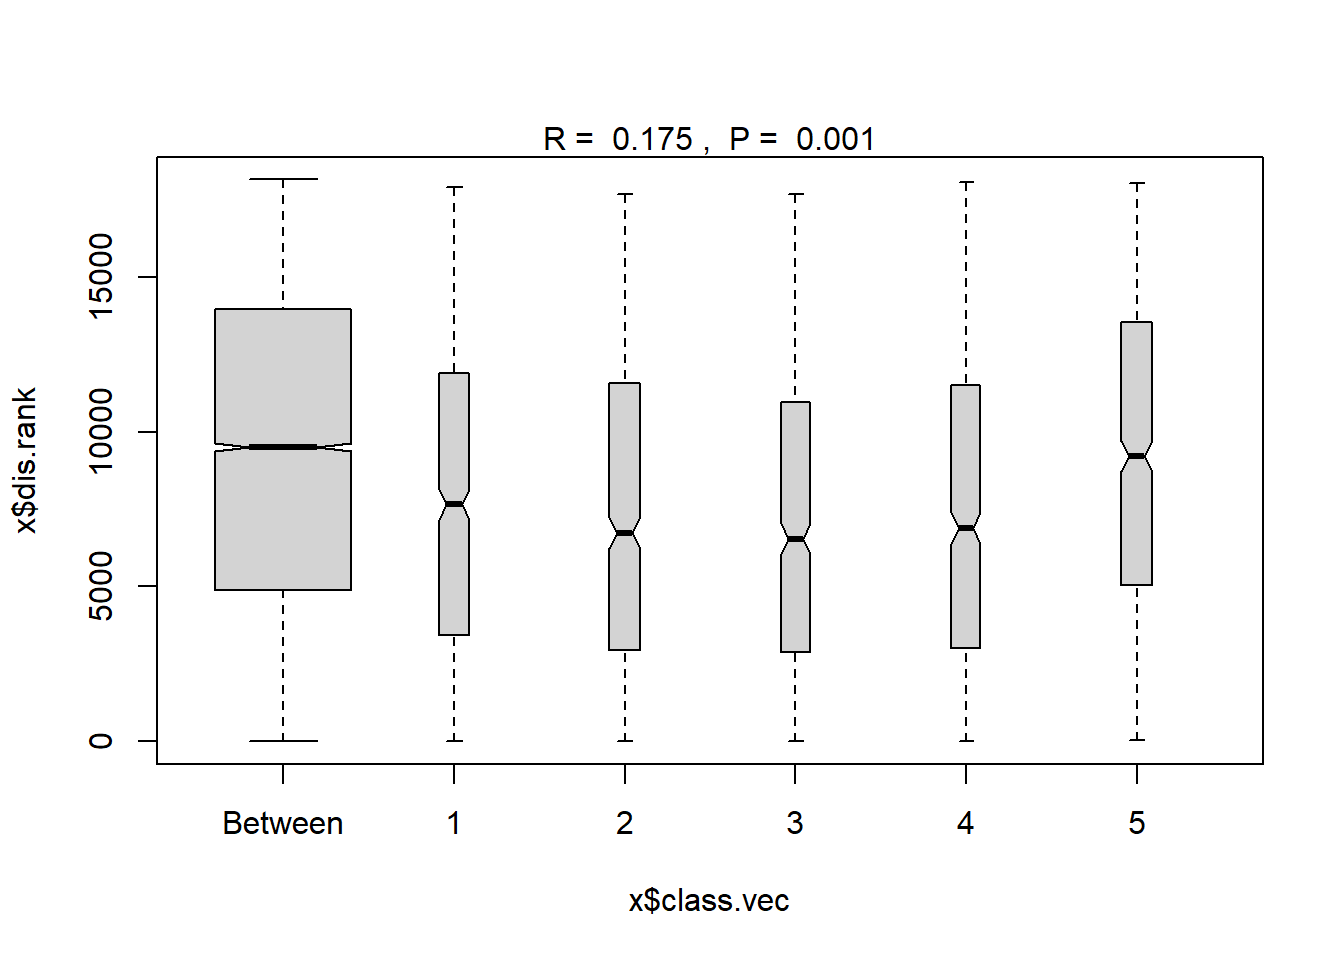 R =  0.175 ,  P =  0.001
x$dis.rank
15000
10000
5000
0
Between 1 2 3 4 5
x$class.vec